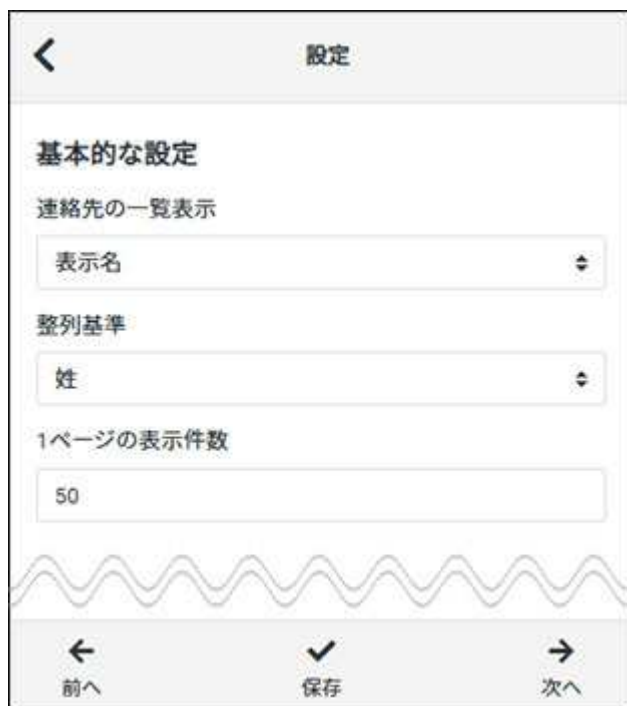 設定
基本的な設定
連絡先の一覧表示
表示名
整列基準
姓
1ページの表示件数
50
前へ 保存 次へ